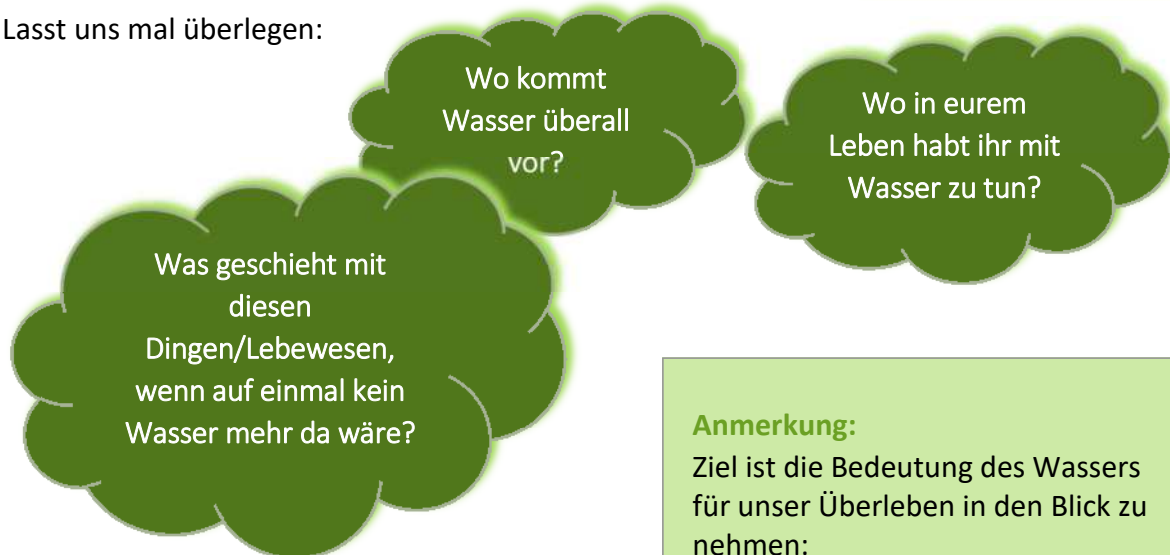 Lasst uns mal überlegen:
Wo kommt
Wasser überall
vor?
Wo in eurem
Leben habt ihr mit
Wasser zu tun?
Was geschieht mit
diesen
Dingen/Lebewesen,
wenn auf einmal kein
Wasser mehr da wäre?
Anmerkung:
Ziel ist die Bedeutung des Wassers
für unser Überleben in den Blick zu
nehmen: